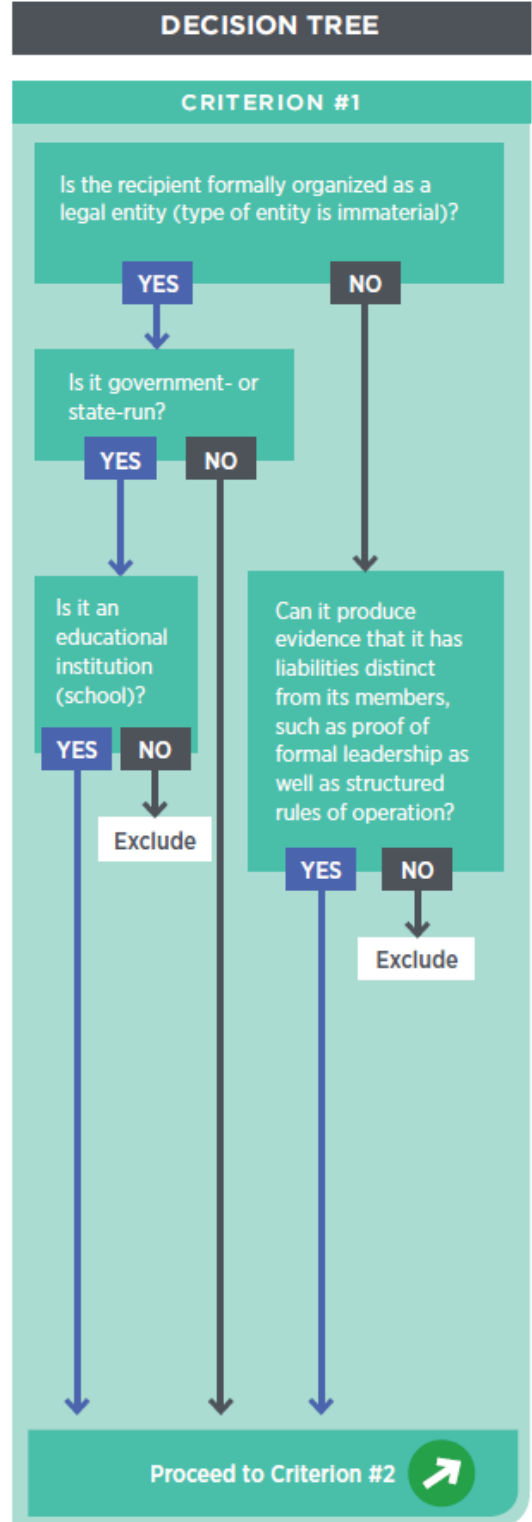 DECISION TREE
CRITERION #1
Is the recipient formally organized as a
legal entity (type of entity is immaterial)?
YES
NO
Is it government- or
state-run?
YES
NO
Is it an
educational
institution
(school)?
YES
NO
Exclude
Can it produce
evidence that it has
liabilities distinct
from its members,
such as proof of
formal leadership as
well as structured
rules of operation?
YES
NO
Exclude
Proceed to Criterion #2